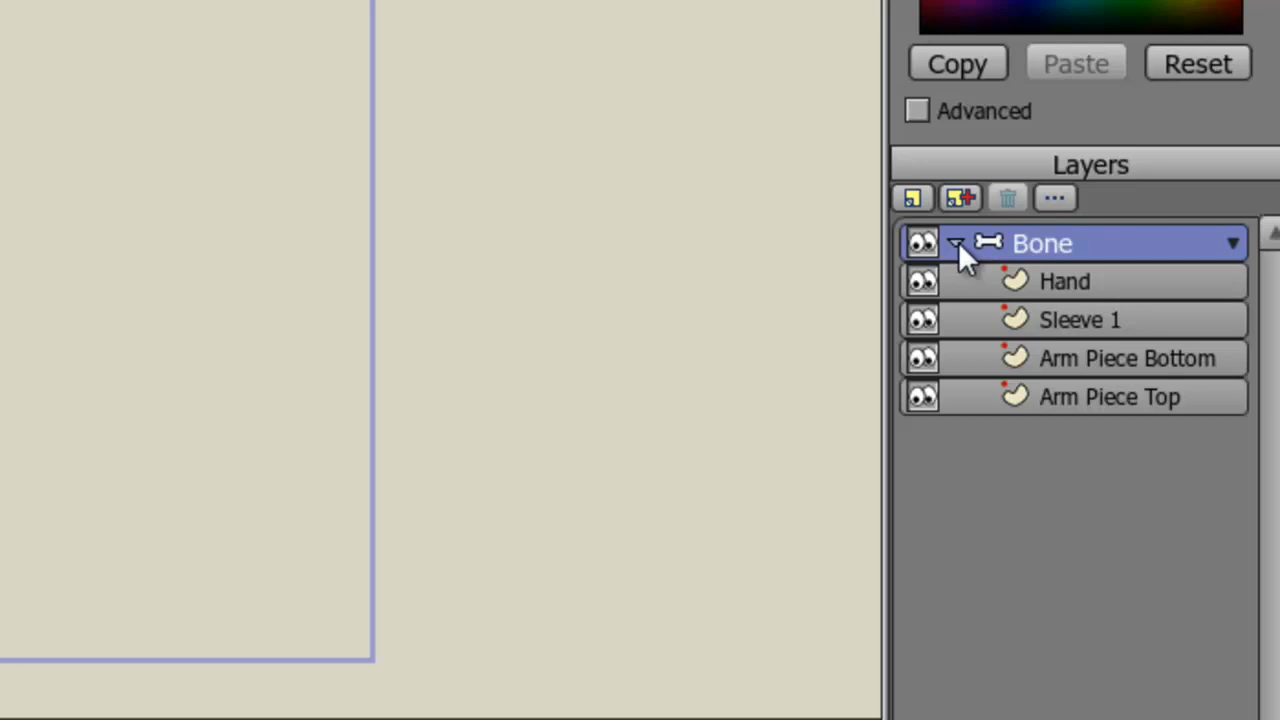 Copy Paste Reset
Advanced
Layers
Bone
Hand
Sleeve 1
Arm Piece Bottom
Arm Piece Top